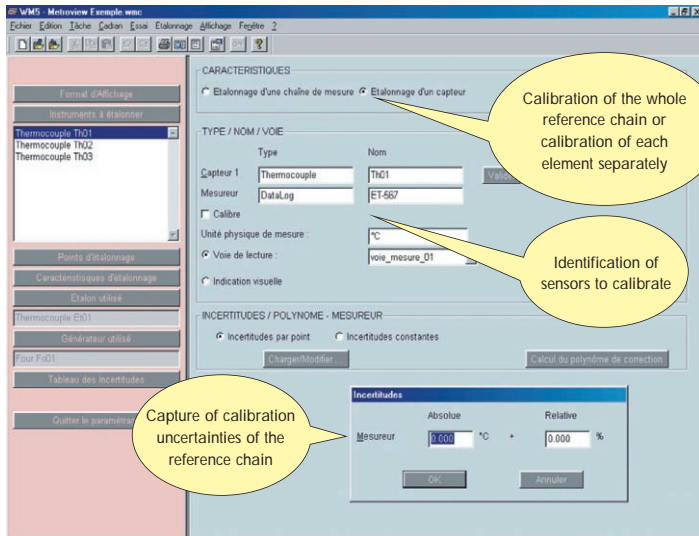 WM5 - Metroview Exemple.wmc
Fichier Edition Tâche Cadran Essai Etalonnage Affichage Fenêtre ?
Format d'Affichage
Instruments à étalonner
Thermocouple Th01
Thermocouple Th02
Thermocouple Th03
Points d'étalonnage
Caractéristisques d'étalonnage
Etalon utilisé
Thermocouple Et01
Générateur utilisé
Four Fo01
Tableau des incertitudes
Quitter le paramétra
CARACTERISTIQUES
Etalonnage d'une chaîne de mesure
Etalonnage d'un capteur
Calibration of the whole
reference chain or
calibration of each
element separately
TYPE / NOM / VOIE
Type Nom
Capteur 1 Thermocouple Th01
Mesureur DataLog ET-567
Calibre
Unité physique de mesure : °C
Voie de lecture : voie_mesure_01
Indication visuelle
Identification of
sensors to calibrate
INCERTITUDES / POLYNOME - MESUREUR
Incertitudes par point Incertitudes constantes
Charger/Modifier... Calcul du polynôme de correction
Capture of calibration
uncertainties of the
reference chain
Incertitudes
Absolue Relative
Mesureur 0.000 °C + 0.000 %
OK Annuler